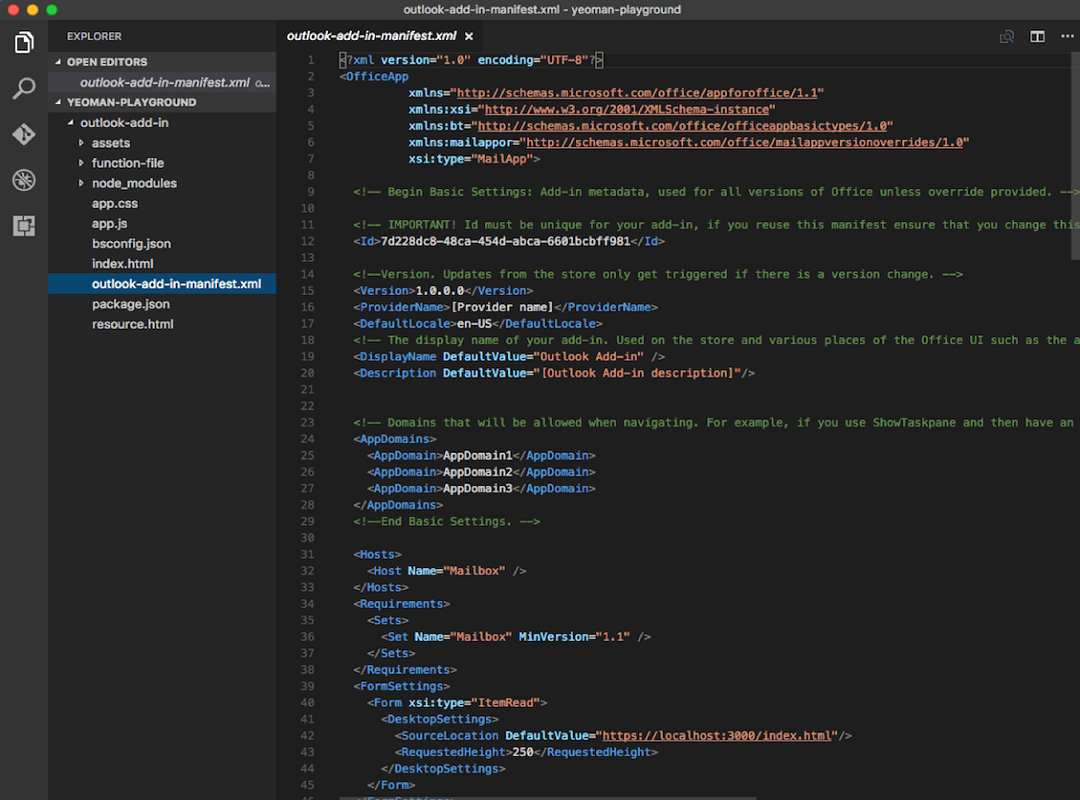 outlook-add-in-manifest.xml - yeoman-playground
EXPLORER
OPEN EDITORS
outlook-add-in-manifest.xml o...
YEOMAN-PLAYGROUND
outlook-add-in
assets
function-file
node_modules
app.css
app.js
bsconfig.json
index.html
outlook-add-in-manifest.xml
package.json
resource.html
outlook-add-in-manifest.xml ×
1 <?xml version="1.0" encoding="UTF-8"?>
2 <OfficeApp
3 xmlns="http://schemas.microsoft.com/office/appforoffice/1.1"
4 xmlns:xsi="http://www.w3.org/2001/XMLSchema-instance"
5 xmlns:bt="http://schemas.microsoft.com/office/officeappbasictypes/1.0"
6 xmlns:mailappor="http://schemas.microsoft.com/office/mailappversionoverrides/1.0"
7 xsi:type="MailApp">
8
9 <!-- Begin Basic Settings: Add-in metadata, used for all versions of Office unless override provided. -->
10
11 <!-- IMPORTANT! Id must be unique for your add-in, if you reuse this manifest ensure that you change this
12 <Id>7d228dc8-48ca-454d-abca-6601bcbff981</Id>
13
14 <!--Version. Updates from the store only get triggered if there is a version change. -->
15 <Version>1.0.0.0</Version>
16 <ProviderName>[Provider name]</ProviderName>
17 <DefaultLocale>en-US</DefaultLocale>
18 <!-- The display name of your add-in. Used on the store and various places of the Office UI such as the a
19 <DisplayName DefaultValue="Outlook Add-in" />
20 <Description DefaultValue="[Outlook Add-in description]"/>
21
22
23 <!-- Domains that will be allowed when navigating. For example, if you use ShowTaskpane and then have an
24 <AppDomains>
25 <AppDomain>AppDomain1</AppDomain>
26 <AppDomain>AppDomain2</AppDomain>
27 <AppDomain>AppDomain3</AppDomain>
28 </AppDomains>
29 <!--End Basic Settings. -->
30
31 <Hosts>
32 <Host Name="Mailbox" />
33 </Hosts>
34 <Requirements>
35 <Sets>
36 <Set Name="Mailbox" MinVersion="1.1" />
37 </Sets>
38 </Requirements>
39 <FormSettings>
40 <Form xsi:type="ItemRead">
41 <DesktopSettings>
42 <SourceLocation DefaultValue="https://localhost:3000/index.html"/>
43 <RequestedHeight>250</RequestedHeight>
44 </DesktopSettings>
45 </Form>
46 </FormSettings>